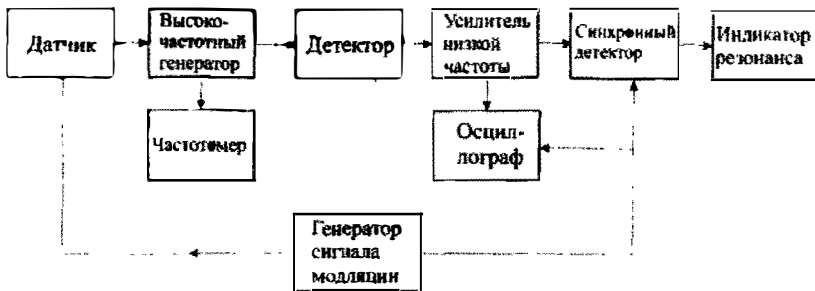 Датчик
Высоко-
частотный
генератор
Детектор
Усилитель
низкой
частоты
Синхронный
детектор
Индикатор
резонанса
Частотомер
Осцил-
лограф
Генератор
сигнала
модляции